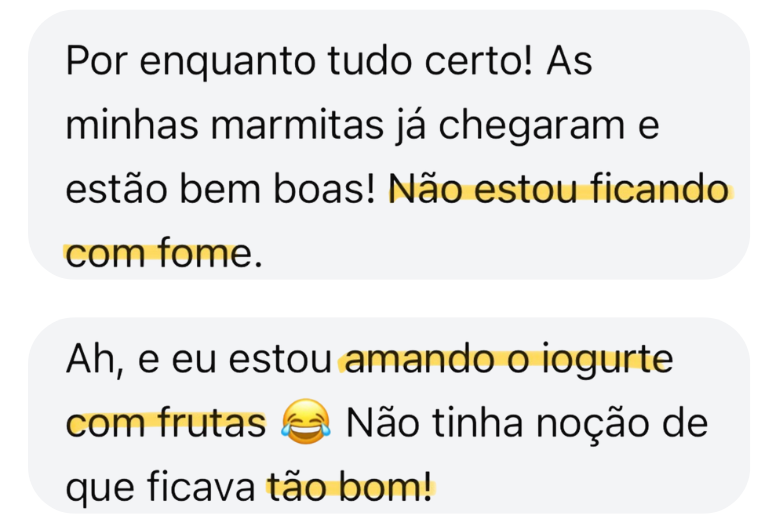 Por enquanto tudo certo! As
minhas marmitas já chegaram e
estão bem boas! Não estou ficando
com fome.
Ah, e eu estou amando o iogurte
com frutas 😂 Não tinha noção de
que ficava tão bom!